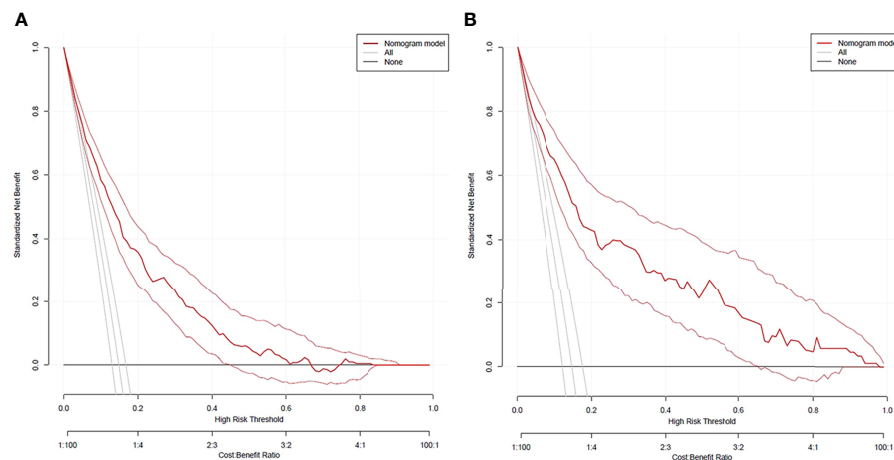 A
Nomogram model
All
None
Standardized Net Benefit
1.0
0.8
0.6
0.4
0.2
0.0
0.0 0.2 0.4 0.6 0.8 1.0
High Risk Threshold
1:100 1:4 2:3 3:2 4:1 100:1
Cost:Benefit Ratio
B
Nomogram mode
All
None
Standardized Net Benefit
1.0
0.8
0.6
0.4
0.2
0.0
0.0 0.2 0.4 0.6 0.8 1.0
High Risk Threshold
1:100 1:4 2:3 3:2 4:1 100:1
Cost:Benefit Ratio